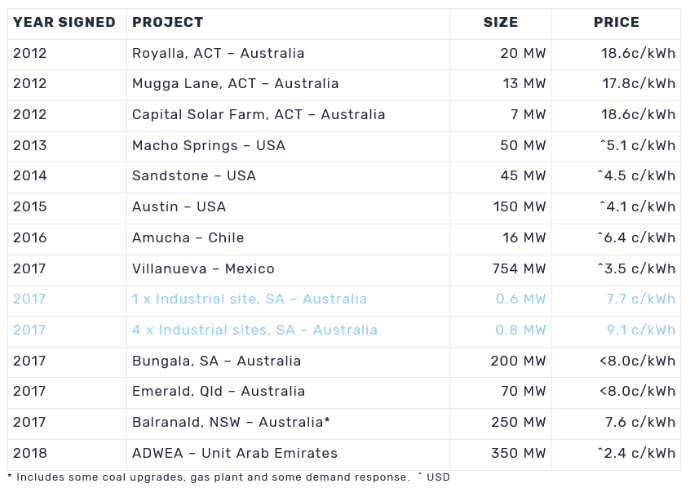 YEAR SIGNED PROJECT SIZE PRICE
2012 Royalla, ACT – Australia 20 MW 18.6c/kWh
2012 Mugga Lane, ACT – Australia 13 MW 17.8c/kWh
2012 Capital Solar Farm, ACT – Australia 7 MW 18.6c/kWh
2013 Macho Springs – USA 50 MW ^5.1 c/kWh
2014 Sandstone – USA 45 MW ^4.5 c/kWh
2015 Austin – USA 150 MW ^4.1 c/kWh
2016 Amucha – Chile 16 MW ^6.4 c/kWh
2017 Villanueva – Mexico 754 MW ^3.5 c/kWh
2017 1 x Industrial site, SA – Australia 0.6 MW 7.7 c/kWh
2017 4 x Industrial sites, SA – Australia 0.8 MW 9.1 c/kWh
2017 Bungala, SA – Australia 200 MW <8.0c/kWh
2017 Emerald, Qld – Australia 70 MW <8.0c/kWh
2017 Balranald, NSW – Australia* 250 MW 7.6 c/kWh
2018 ADWEA – Unit Arab Emirates 350 MW ^2.4 c/kWh
* Includes some coal upgrades, gas plant and some demand response. ^ USD